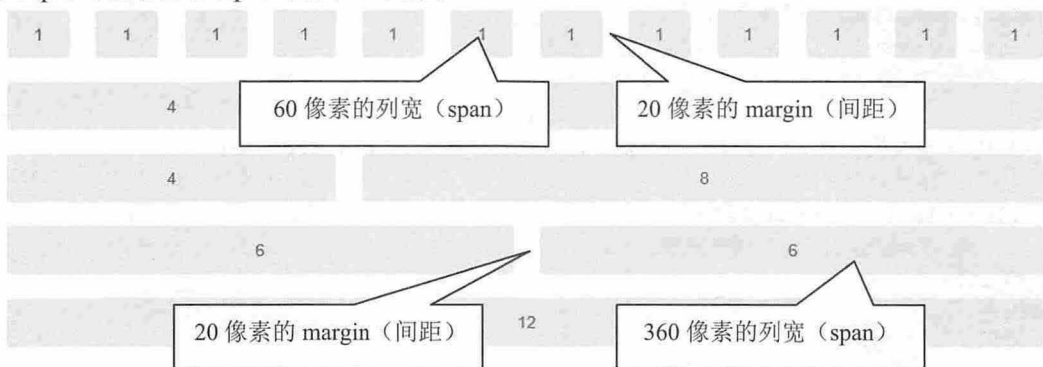 1 1 1 1 1 1 1 1 1 1 1 1
4
60 像素的列宽（span）
20 像素的 margin（间距）
4 8
6 6
20 像素的 margin（间距）
12
360 像素的列宽（span）